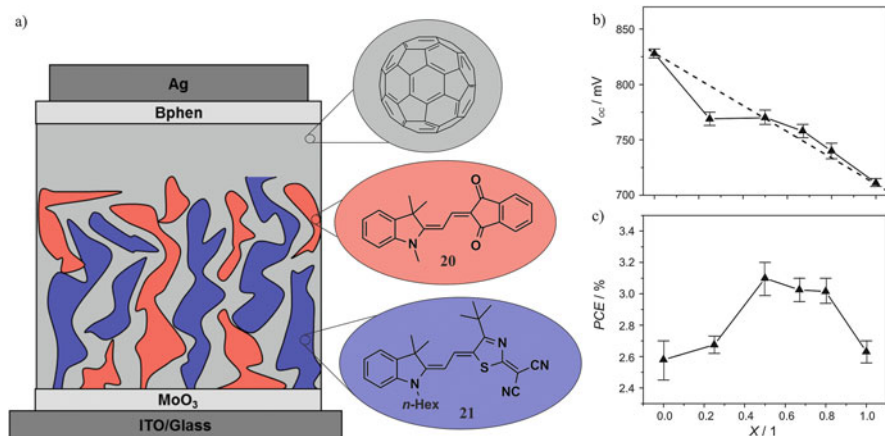 a)
Ag
Bphen
MoO₃
ITO/Glass
O
O
N
20
N
S
N
CN
NC
n-Hex
21
b)
V_OC / mV
850
800
750
700
c)
PCE / %
3.4
3.2
3.0
2.8
2.6
2.4
0.0 0.2 0.4 0.6 0.8 1.0
X / 1